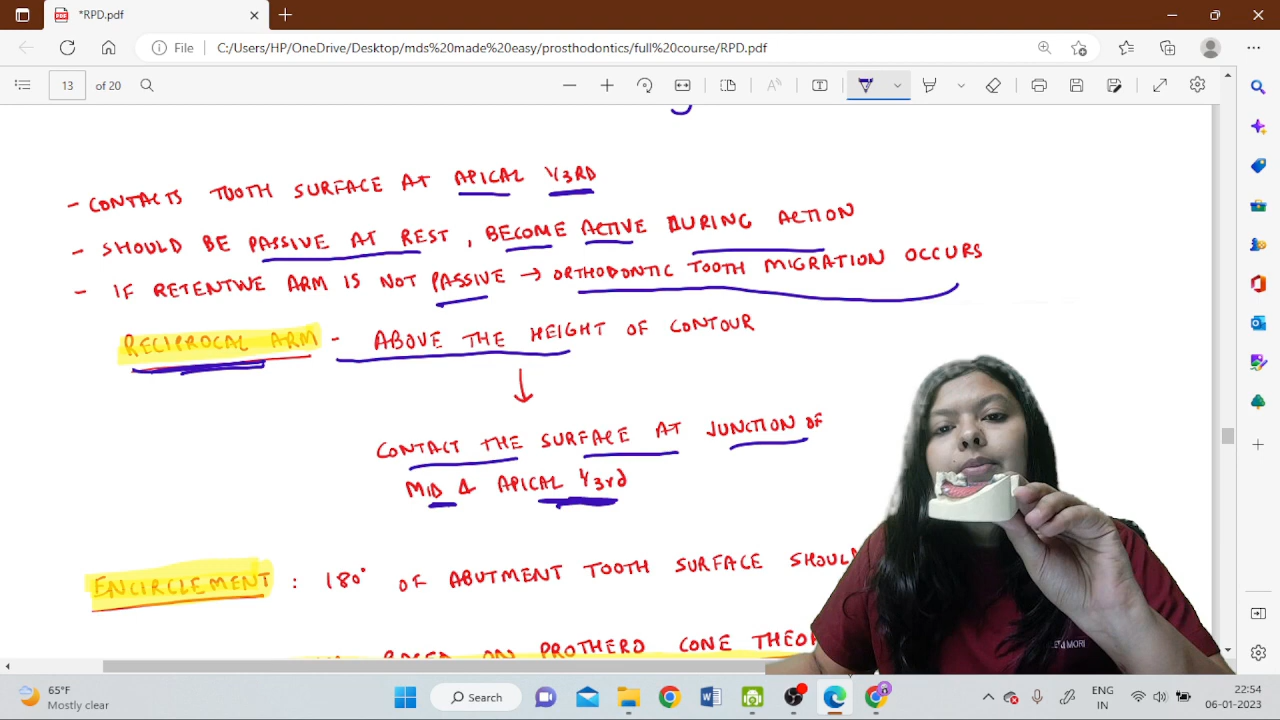 *RPD.pdf
File
C:/Users/HP/OneDrive/Desktop/mds%20made%20easy/prosthodontics/full%20course/RPD.pdf
13 of 20
- CONTACTS TOOTH SURFACE AT APICAL 1/3RD
- SHOULD BE PASSIVE AT REST, BECOME ACTIVE DURING ACTION
- IF RETENTIVE ARM IS NOT PASSIVE → ORTHODONTIC TOOTH MIGRATION OCCURS
RECIPROCAL ARM - ABOVE THE HEIGHT OF CONTOUR
↓
CONTACT THE SURFACE AT JUNCTION OF
MID & APICAL 1/3rd
ENCIRCLEMENT : 180° OF ABUTMENT TOOTH SURFACE SHOUL
BASED ON PROTHERO CONE THEO
65°F
Mostly clear
Search
ENG
IN
22:54
06-01-2023